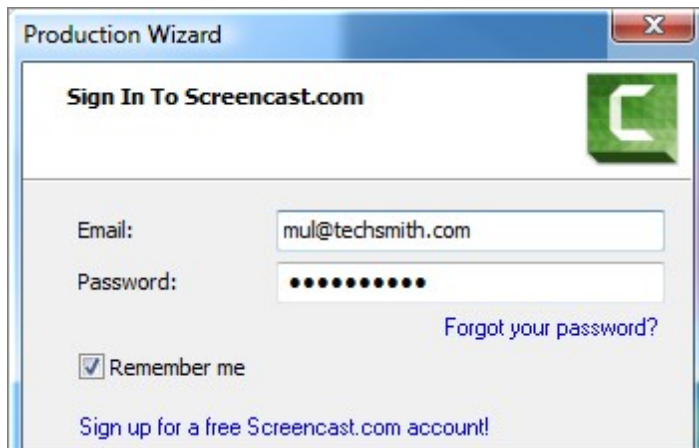 Production Wizard
Sign In To Screencast.com
Email:
mul@techsmith.com
Password:
••••••••••
Forgot your password?
Remember me
Sign up for a free Screencast.com account!